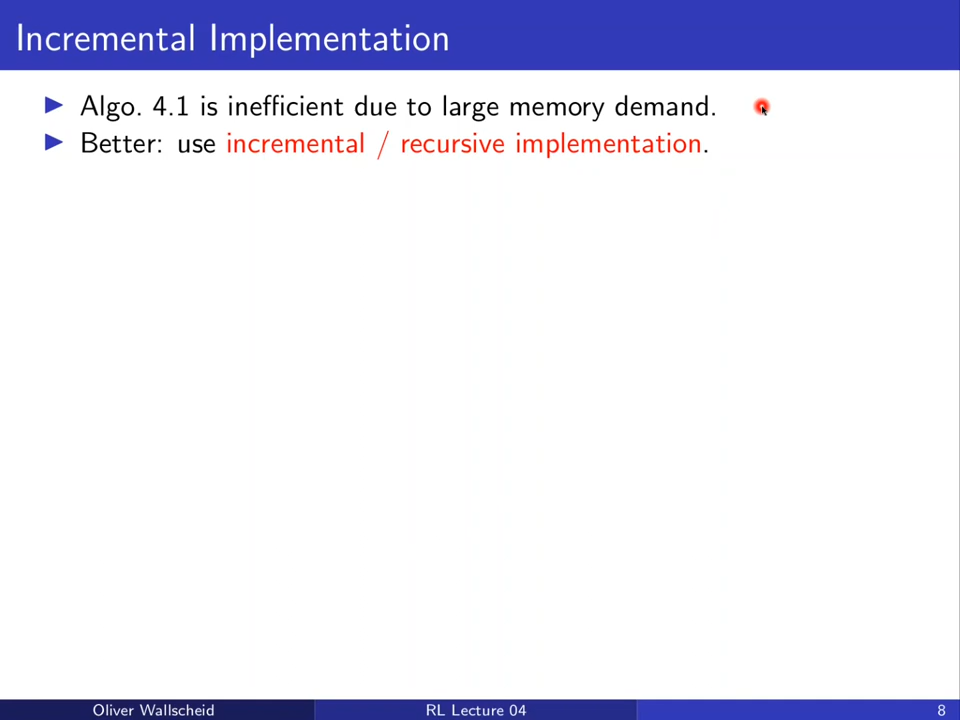 Incremental Implementation
▶ Algo. 4.1 is inefficient due to large memory demand.
▶ Better: use incremental / recursive implementation.
Oliver Wallscheid
RL Lecture 04
8